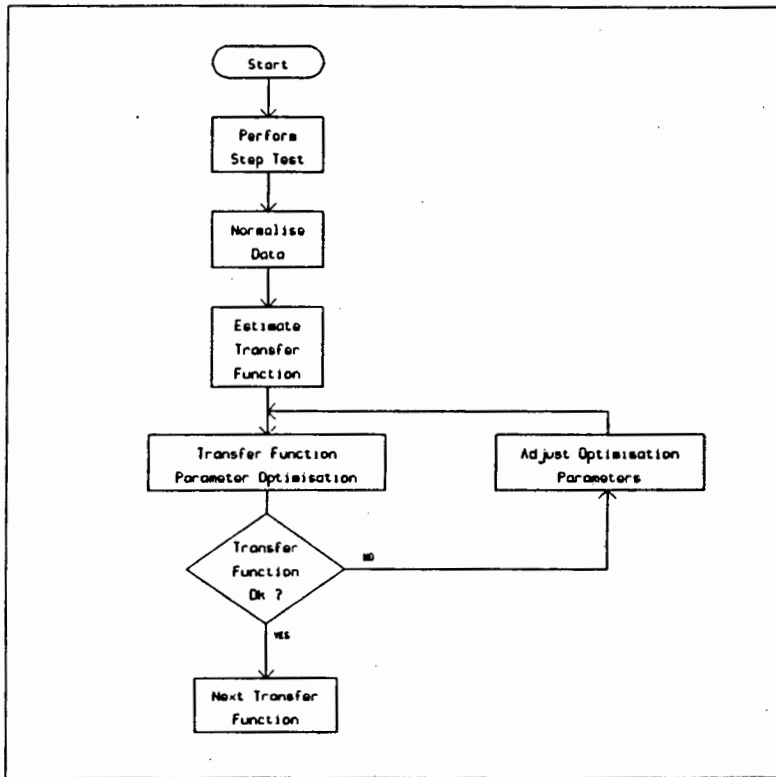 Start
Perform
Step Test
Normalise
Data
Estimate
Transfer
Function
Transfer Function
Parameter Optimisation
Adjust Optimisation
Parameters
Transfer
Function
Ok ?
NO
YES
Next Transfer
Function